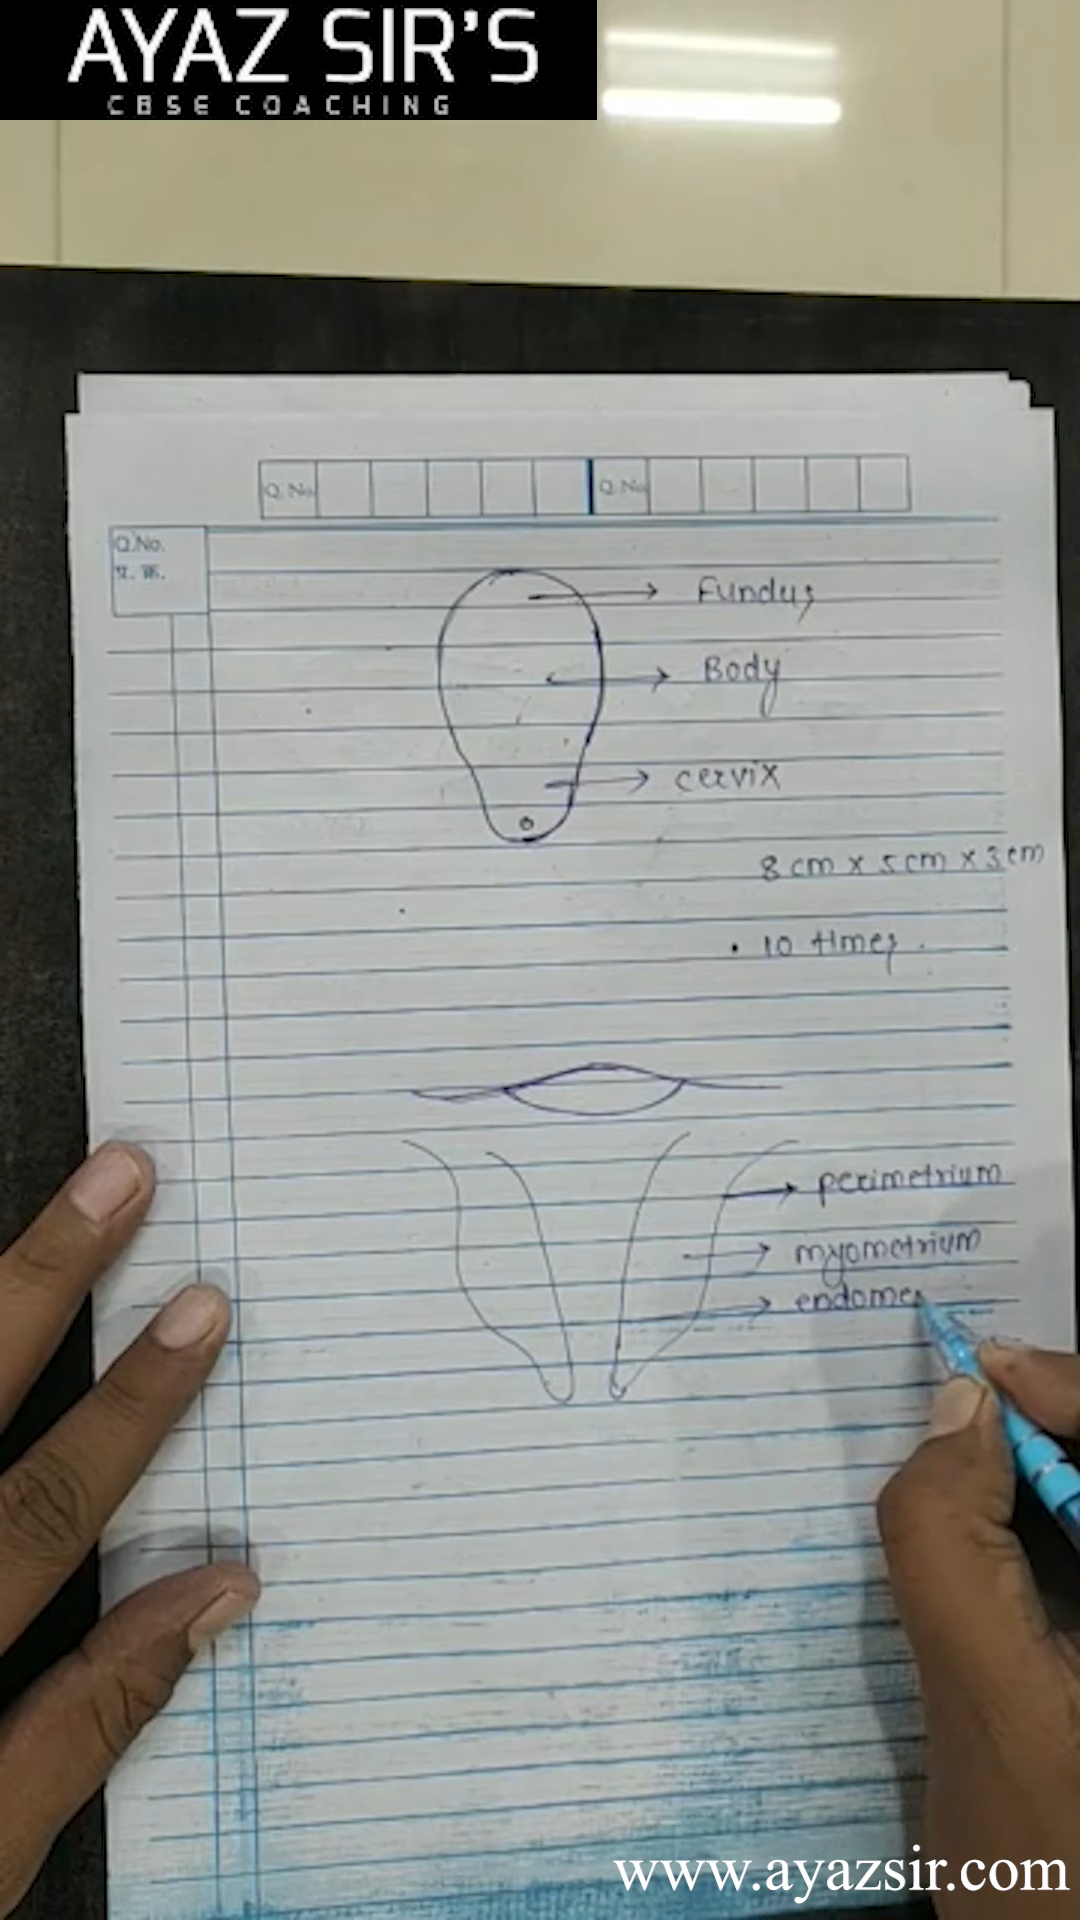 AYAZ SIR'S
CBSE COACHING
Q. No. Q. No.
Q.No.
प्र. क्र.
Fundus
Body
cervix
8 cm x 5 cm x 3 cm
. 10 times .
perimetrium
myometrium
endome
www.ayazsir.com